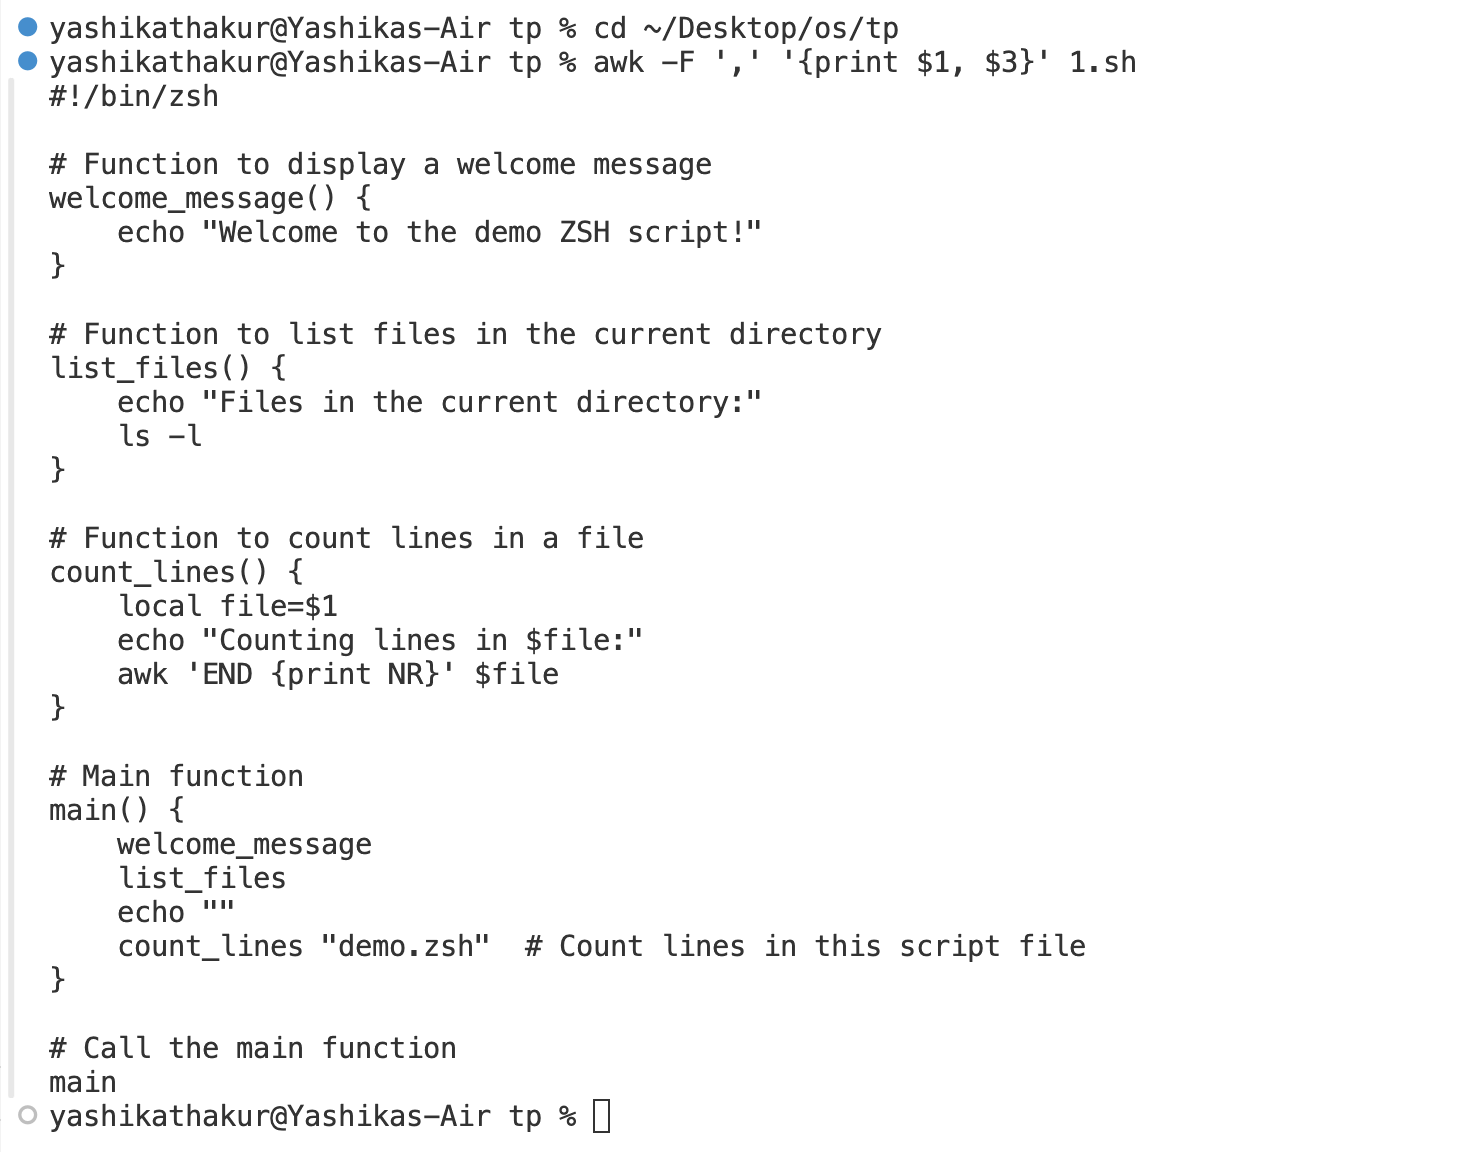 yashikathakur@Yashikas-Air tp % cd ~/Desktop/os/tp
yashikathakur@Yashikas-Air tp % awk -F ',' '{print $1, $3}' 1.sh
#!/bin/zsh

# Function to display a welcome message
welcome_message() {
    echo "Welcome to the demo ZSH script!"
}

# Function to list files in the current directory
list_files() {
    echo "Files in the current directory:"
    ls -l
}

# Function to count lines in a file
count_lines() {
    local file=$1
    echo "Counting lines in $file:"
    awk 'END {print NR}' $file
}

# Main function
main() {
    welcome_message
    list_files
    echo ""
    count_lines "demo.zsh"  # Count lines in this script file
}

# Call the main function
main
yashikathakur@Yashikas-Air tp %